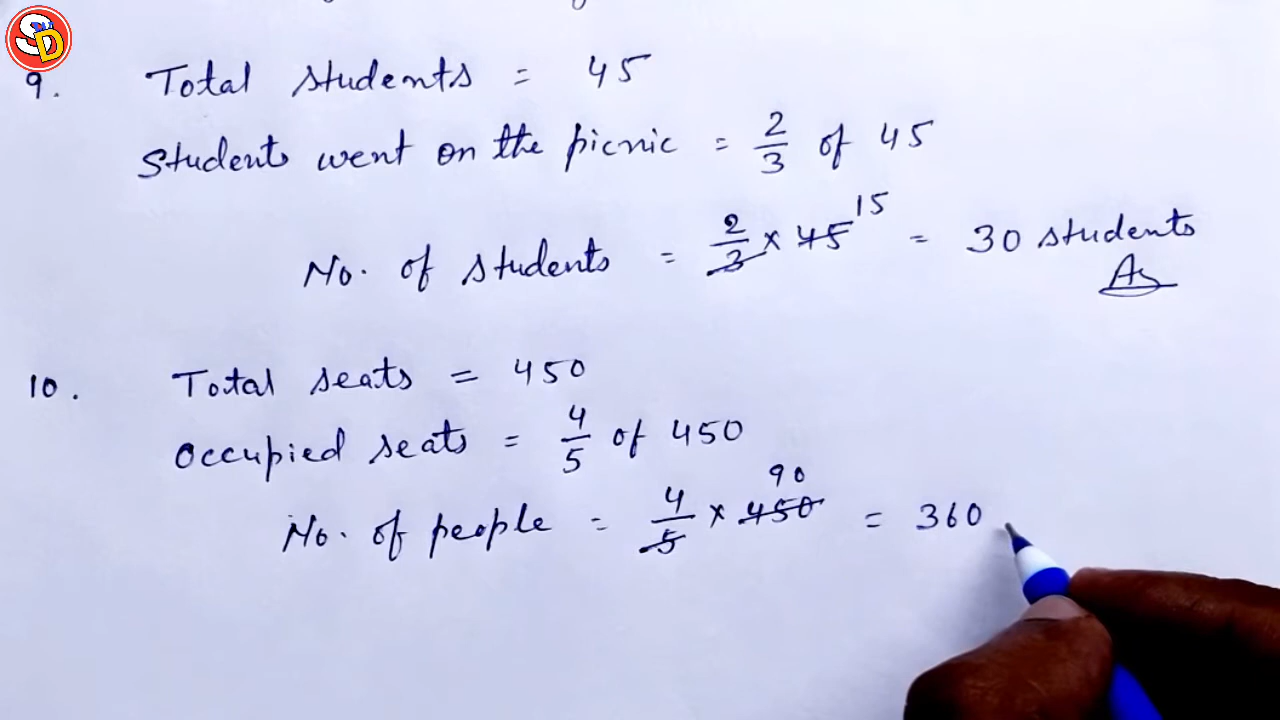 SD
9. Total students = 45
Students went on the picnic = 2/3 of 45
15
No. of students = 2/3 × 45 = 30 students
As
10. Total seats = 450
Occupied seats = 4/5 of 450
90
No. of people = 4/5 × 450 = 360